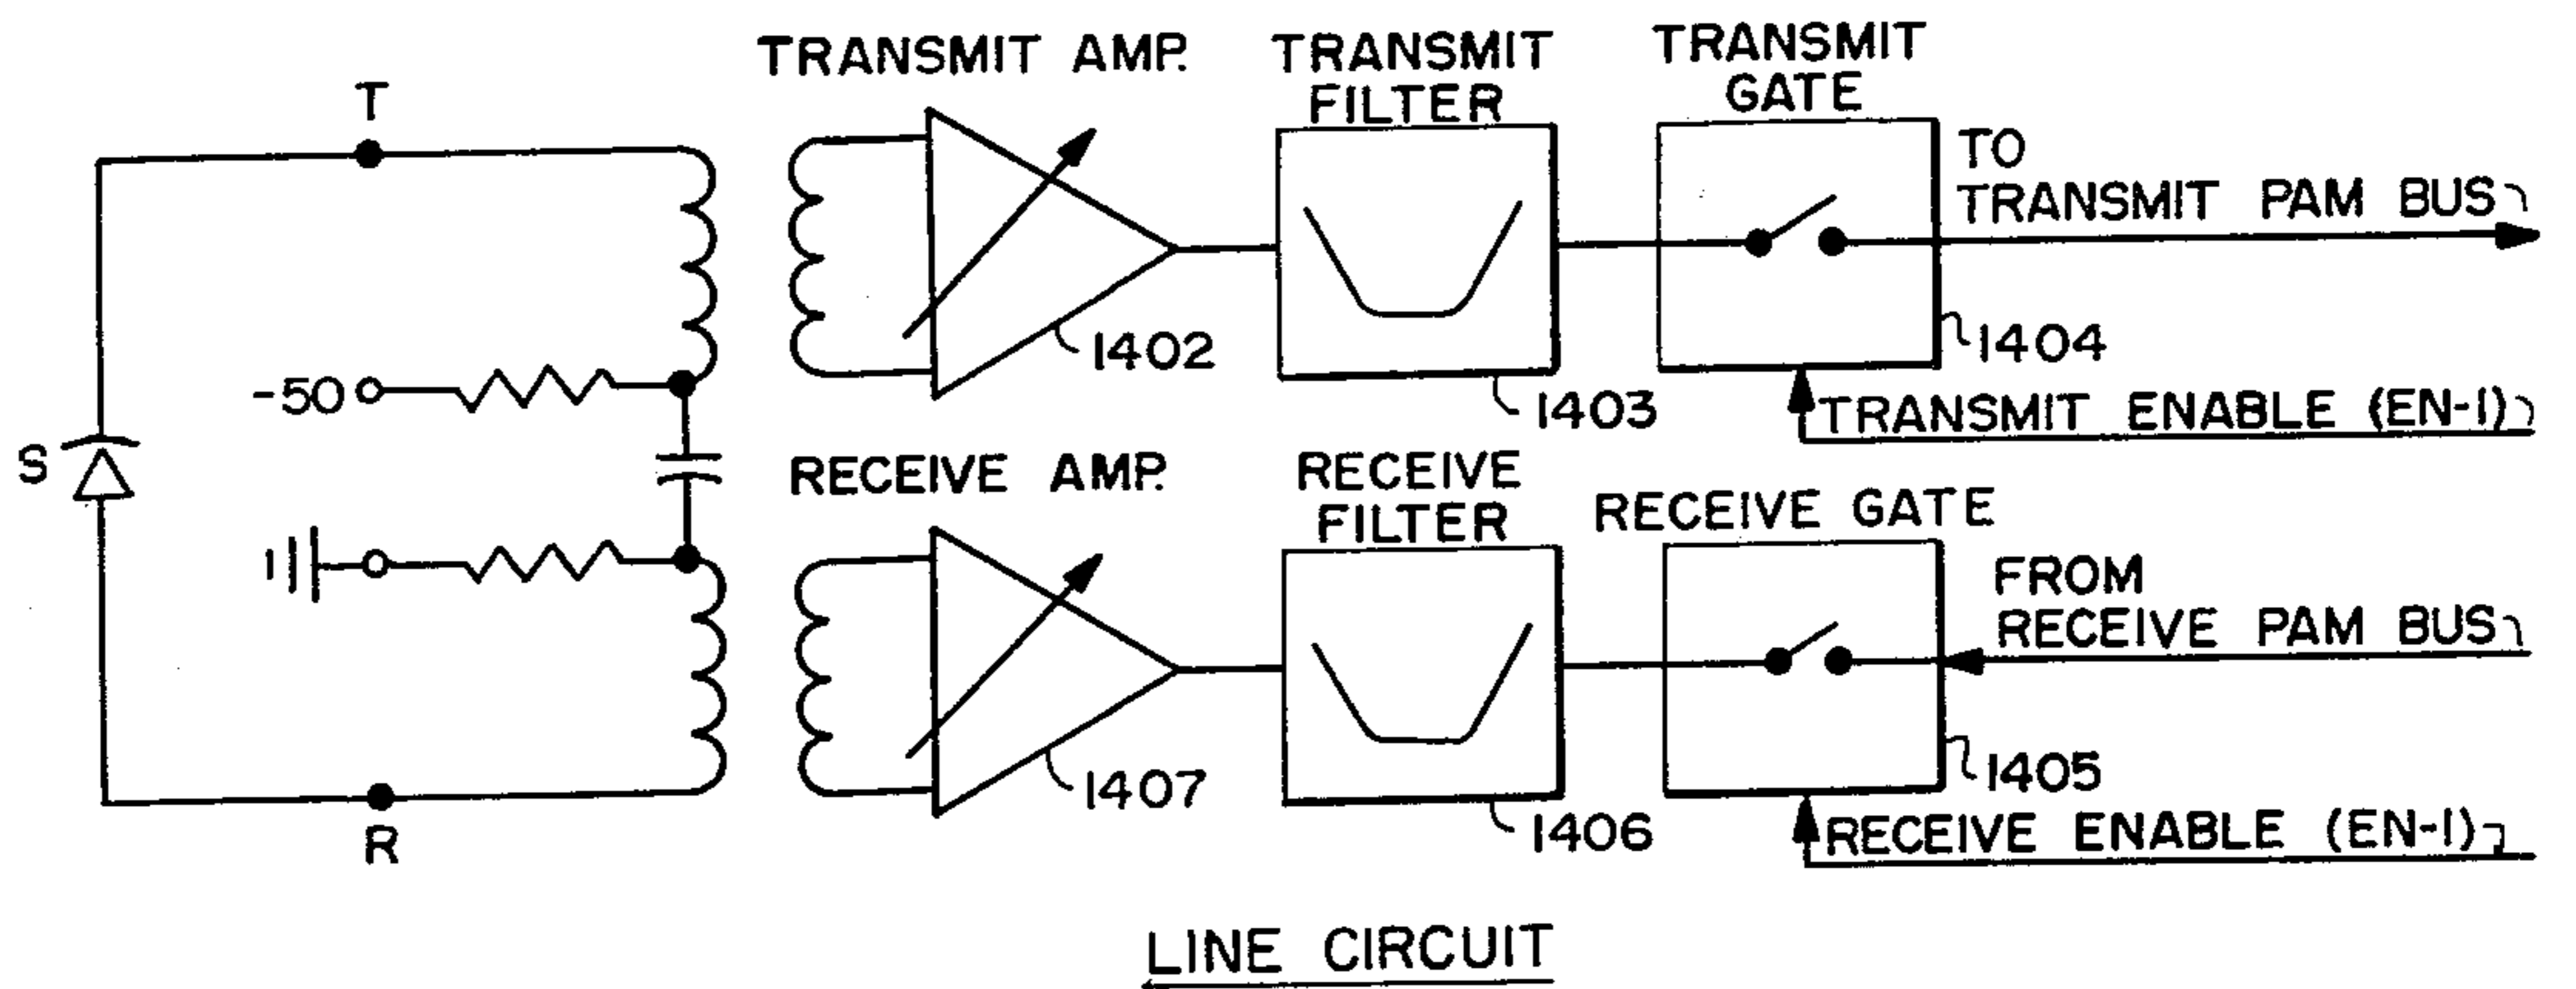 T
TRANSMIT AMP.
TRANSMIT
FILTER
TRANSMIT
GATE
TO
TRANSMIT PAM BUS
1402
1403
1404
-50
TRANSMIT ENABLE (EN-1)
S
RECEIVE AMP.
RECEIVE
FILTER
RECEIVE GATE
FROM
RECEIVE PAM BUS
1407
1406
1405
R
RECEIVE ENABLE (EN-1)
LINE CIRCUIT